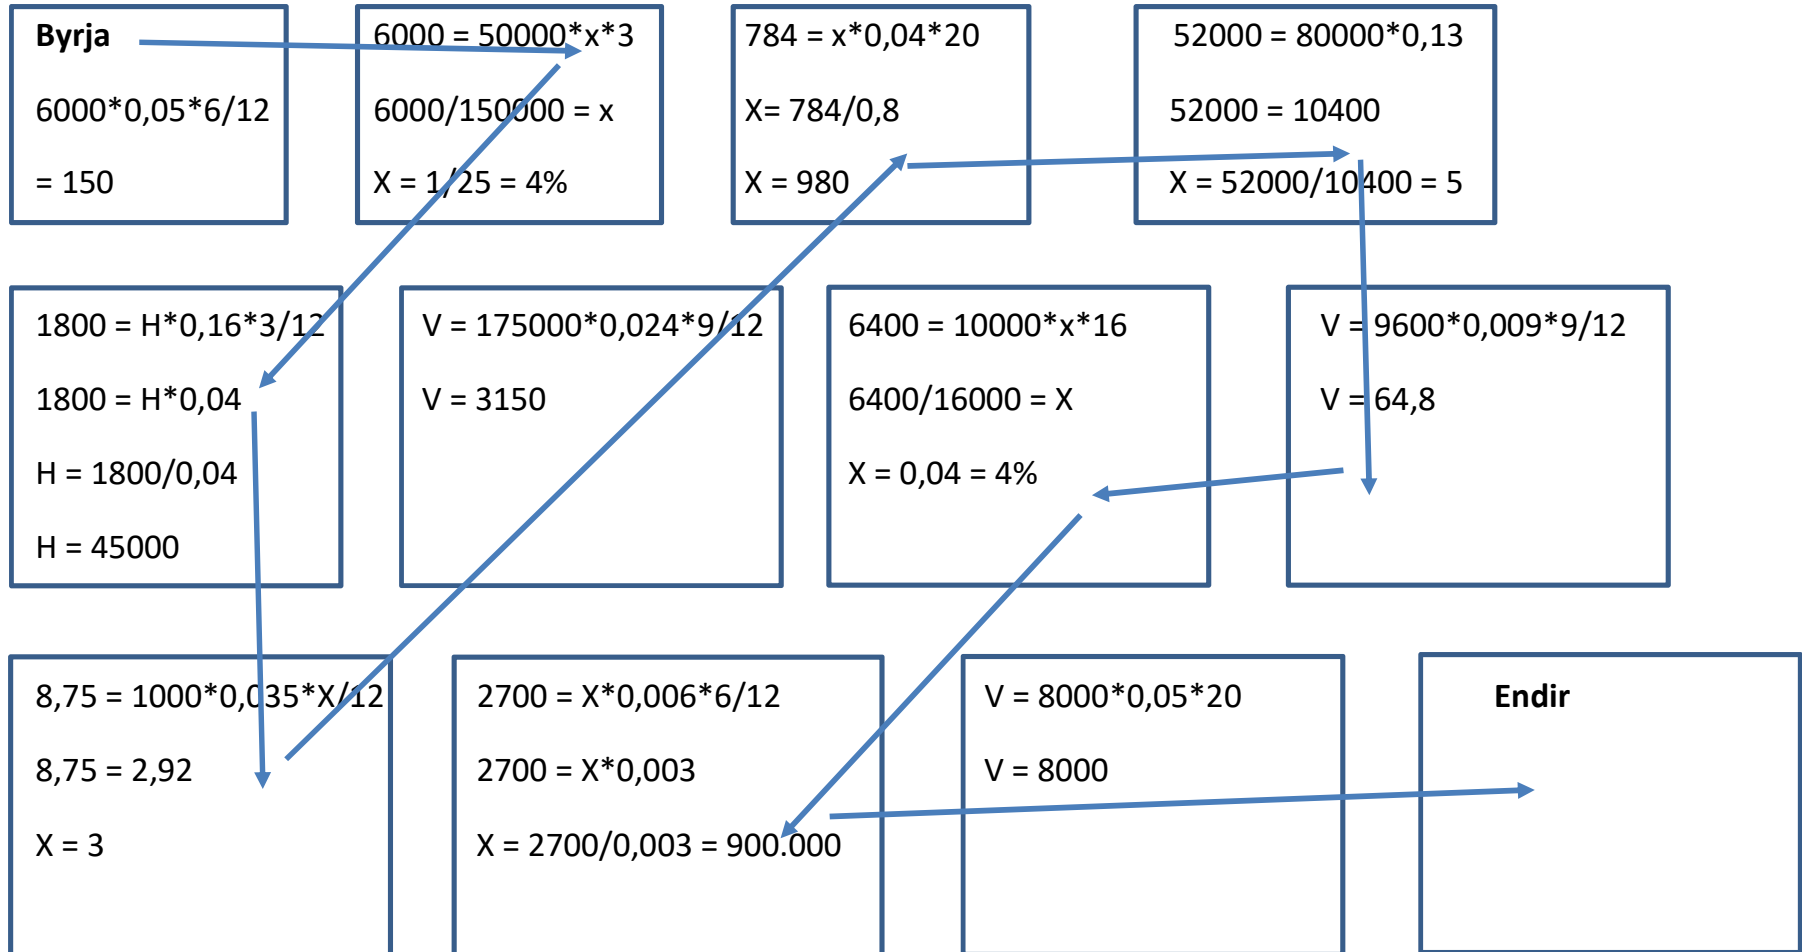 Byrja
6000*0,05*6/12
= 150
6000 = 50000*x*3
6000/150000 = x
X = 1/25 = 4%
784 = x*0,04*20
X= 784/0,8
X = 980
52000 = 80000*0,13
52000 = 10400
X = 52000/10400 = 5
1800 = H*0,16*3/12
1800 = H*0,04
H = 1800/0,04
H = 45000
V = 175000*0,024*9/12
V = 3150
6400 = 10000*x*16
6400/16000 = X
X = 0,04 = 4%
V = 9600*0,009*9/12
V = 64,8
8,75 = 1000*0,035*X/12
8,75 = 2,92
X = 3
2700 = X*0,006*6/12
2700 = X*0,003
X = 2700/0,003 = 900.000
V = 8000*0,05*20
V = 8000
Endir